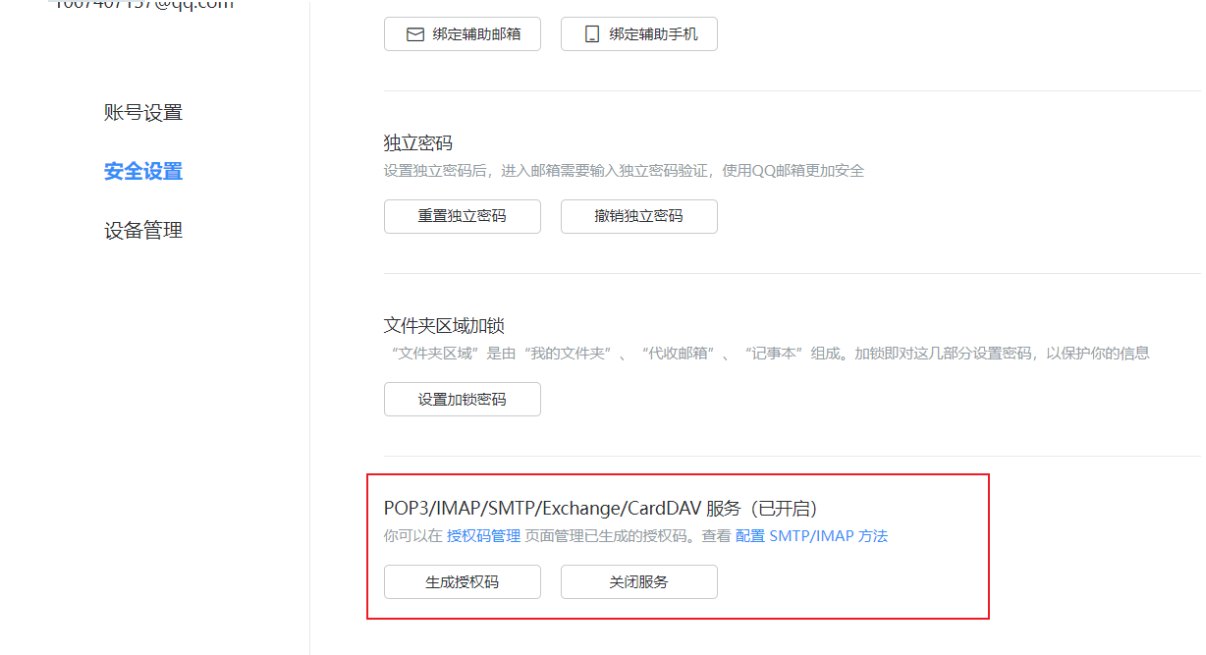 绑定辅助邮箱
绑定辅助手机
账号设置
安全设置
设备管理
独立密码
设置独立密码后，进入邮箱需要输入独立密码验证，使用QQ邮箱更加安全
重置独立密码
撤销独立密码
文件夹区域加锁
“文件夹区域”是由“我的文件夹”、“代收邮箱”、“记事本”组成。加锁即对这几部分设置密码，以保护你的信息
设置加锁密码
POP3/IMAP/SMTP/Exchange/CardDAV 服务（已开启）
你可以在 授权码管理 页面管理已生成的授权码。查看 配置 SMTP/IMAP 方法
生成授权码
关闭服务